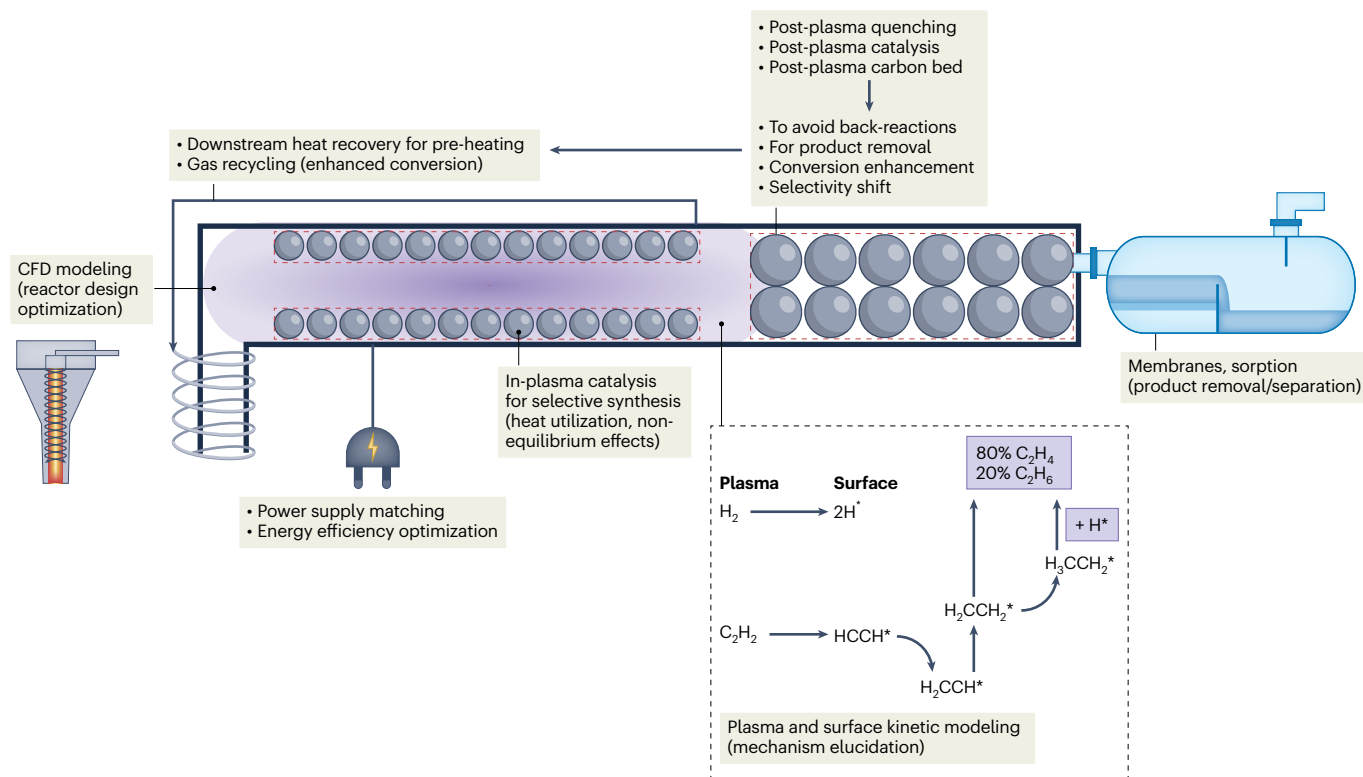 • Post-plasma quenching
• Post-plasma catalysis
• Post-plasma carbon bed
• To avoid back-reactions
• For product removal
• Conversion enhancement
• Selectivity shift
• Downstream heat recovery for pre-heating
• Gas recycling (enhanced conversion)
CFD modeling
(reactor design
optimization)
In-plasma catalysis
for selective synthesis
(heat utilization, non-
equilibrium effects)
Membranes, sorption
(product removal/separation)
• Power supply matching
• Energy efficiency optimization
Plasma Surface
H₂ 2H*
80% C₂H₄
20% C₂H₆
+ H*
H₃CCH₂*
H₂CCH₂*
C₂H₂ HCCH*
H₂CCH*
Plasma and surface kinetic modeling
(mechanism elucidation)